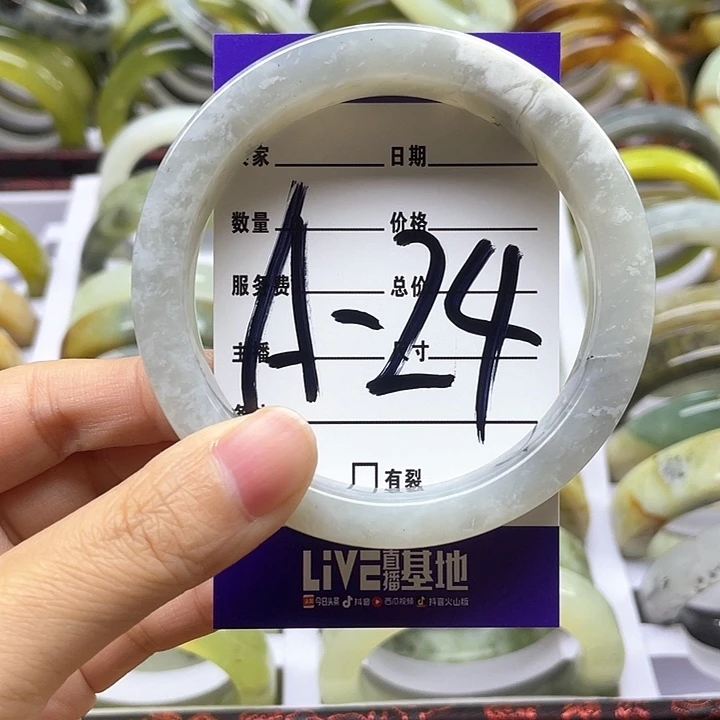 家 日期
数量 价格
服务费 总价
A-24
主播 尺寸
有裂
LiVE直播基地
今日头条 抖音 西瓜视频 抖音火山版